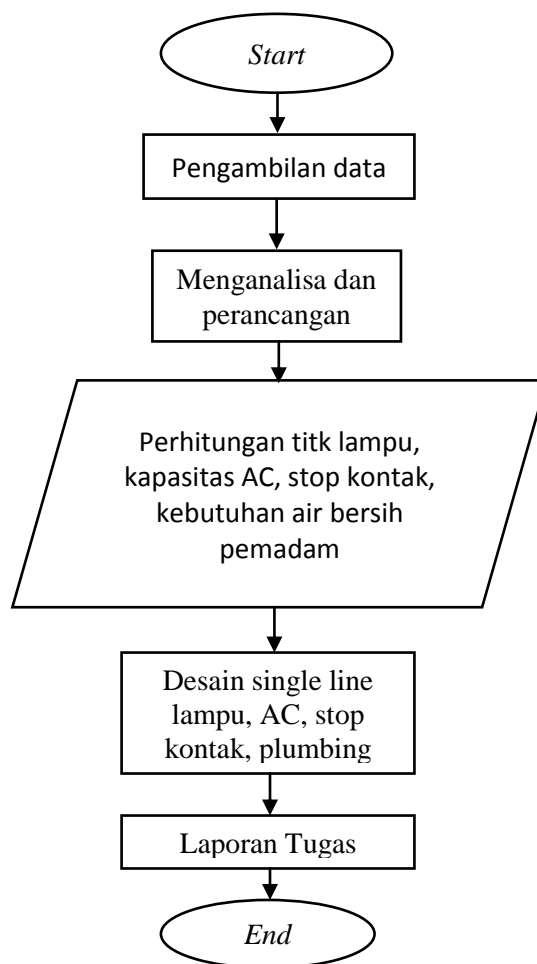 Start
Pengambilan data
Menganalisa dan
perancangan
Perhitungan titk lampu,
kapasitas AC, stop kontak,
kebutuhan air bersih
pemadam
Desain single line
lampu, AC, stop
kontak, plumbing
Laporan Tugas
End